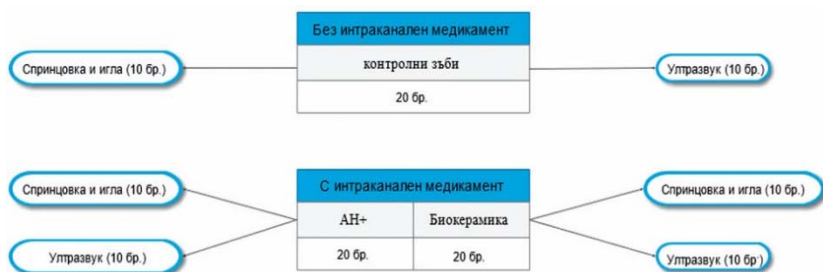 Без интраканален медикамент
Спринцовка и игла (10 бр.)
контролни зъби
Ултразвук (10 бр.)
20 бр.
Спринцовка и игла (10 бр.)
С интраканален медикамент
Спринцовка и игла (10 бр.)
АН+ Биокерамика
Ултразвук (10 бр.)
20 бр. 20 бр.
Ултразвук (10 бр.)